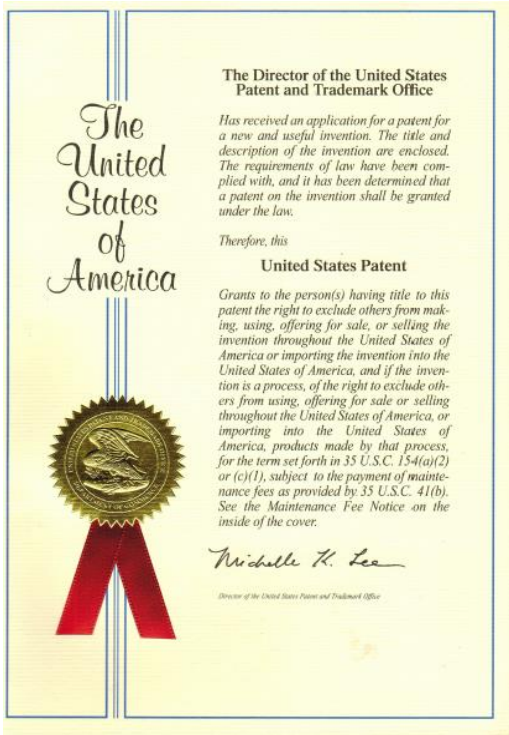 The
United
States
of
America
The Director of the United States
Patent and Trademark Office
Has received an application for a patent for
a new and useful invention. The title and
description of the invention are enclosed.
The requirements of law have been com-
plied with, and it has been determined that
a patent on the invention shall be granted
under the law.
Therefore, this
United States Patent
Grants to the person(s) having title to this
patent the right to exclude others from mak-
ing, using, offering for sale, or selling the
invention throughout the United States of
America or importing the invention into the
United States of America, and if the inven-
tion is a process, of the right to exclude oth-
ers from using, offering for sale or selling
throughout the United States of America, or
importing into the United States of
America, products made by that process,
for the term set forth in 35 U.S.C. 154(a)(2)
or (c)(1), subject to the payment of mainte-
nance fees as provided by 35 U.S.C. 41(b).
See the Maintenance Fee Notice on the
inside of the cover.
Michelle K. Lee
Director of the United States Patent and Trademark Office